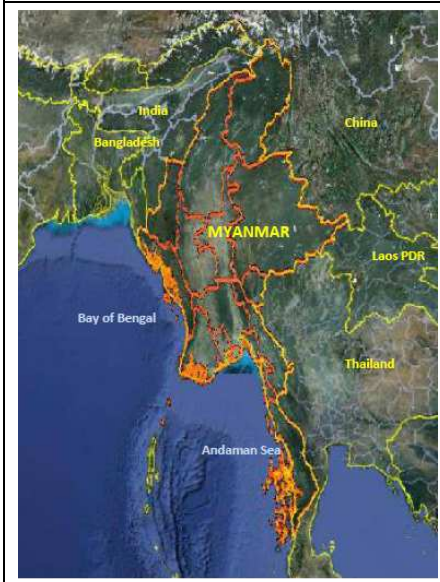 India
China
Bangladesh
MYANMAR
Laos PDR
Bay of Bengal
Thailand
Andaman Sea